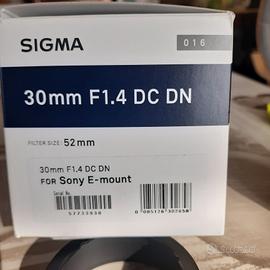 SIGMA
016
30mm F1.4 DC DN
FILTER SIZE: 52mm
30mm F1.4 DC DN
FOR Sony E-mount
Serial No.